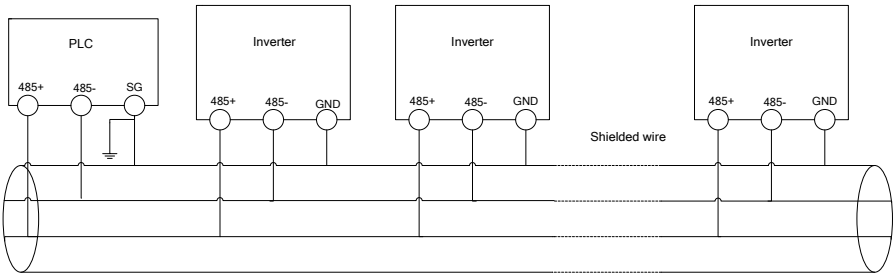 PLC
485+ 485- SG
Inverter
485+ 485- GND
Inverter
485+ 485- GND
Shielded wire
Inverter
485+ 485- GND